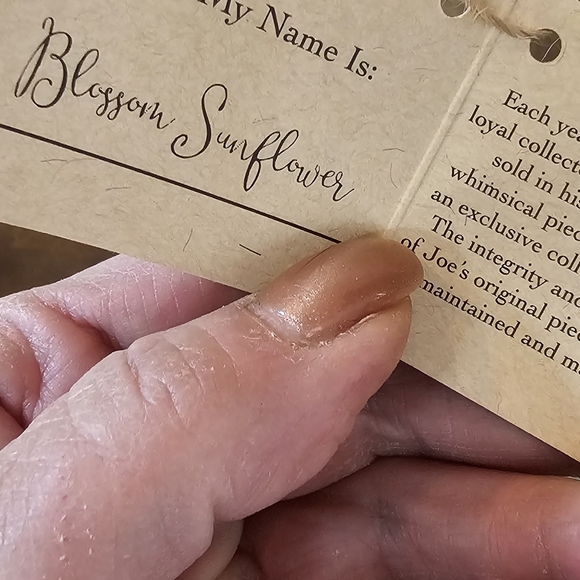 My Name Is:
Blossom Sunflower
Each
loyal
sold in
whimsical
an exclusive
The integrity and
of Joe's original
maintained and